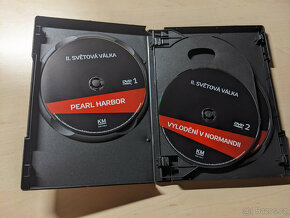 II. SVĚTOVÁ VÁLKA
DVD 1
PEARL HARBOR
KM
II. SVĚTOVÁ VÁLKA
DVD 2
VYLODĚNÍ V NORMANDII
KM